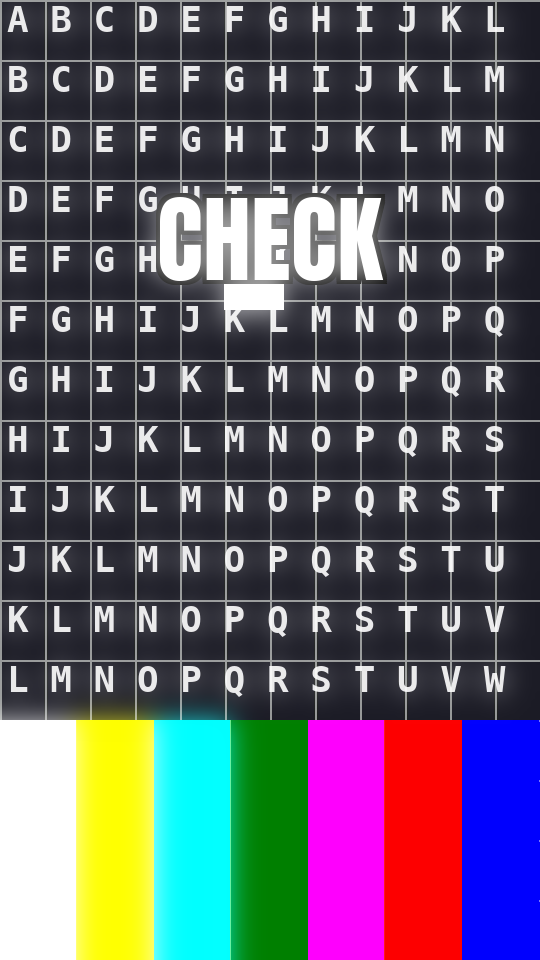 A B C D E F G H I J K L
B C D E F G H I J K L M
C D E F G H I J K L M N
D E F G M N O
CHECK
E F G H N O P
F G H I J K L M N O P Q
G H I J K L M N O P Q R
H I J K L M N O P Q R S
I J K L M N O P Q R S T
J K L M N O P Q R S T U
K L M N O P Q R S T U V
L M N O P Q R S T U V W